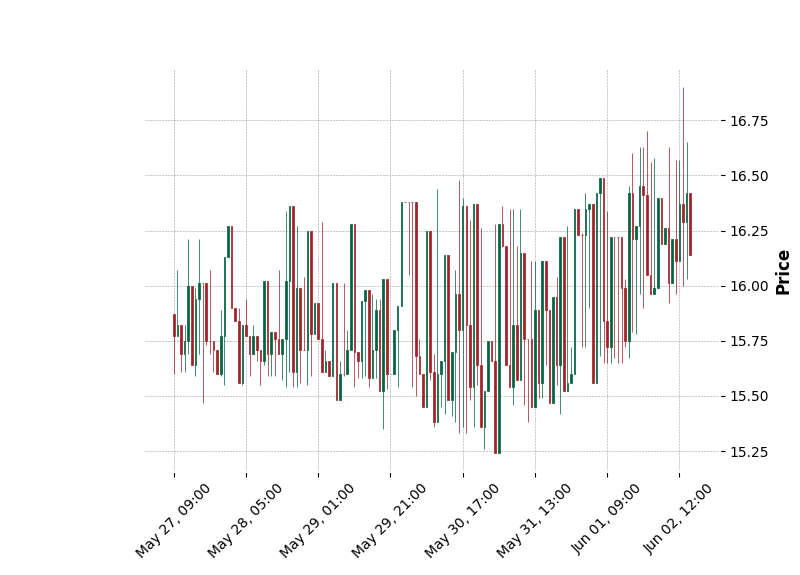 16.75
16.50
16.25
16.00
15.75
15.50
15.25
Price
May 27, 09:00
May 28, 05:00
May 29, 01:00
May 29, 21:00
May 30, 17:00
May 31, 13:00
Jun 01, 09:00
Jun 02, 12:00